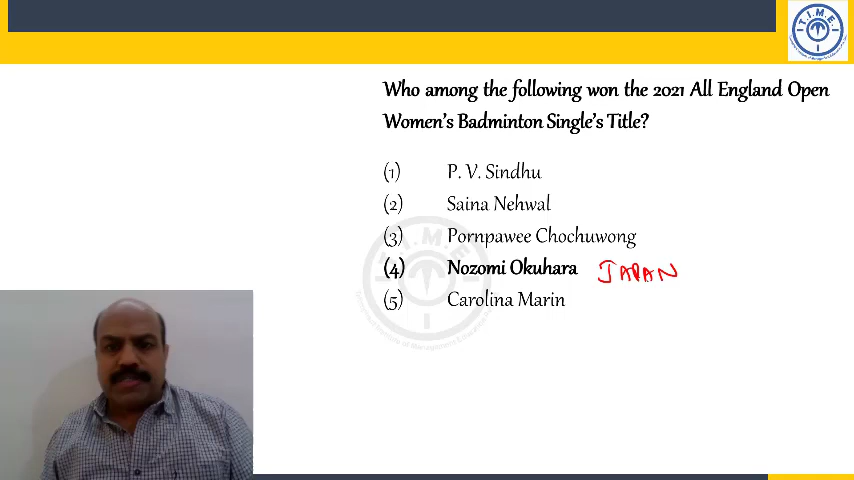 T.I.M.E.
Who among the following won the 2021 All England Open
Women's Badminton Single's Title?
(1) P. V. Sindhu
(2) Saina Nehwal
(3) Pornpawee Chochuwong
(4) Nozomi Okuhara JAPAN
(5) Carolina Marin
T.I.M.E.